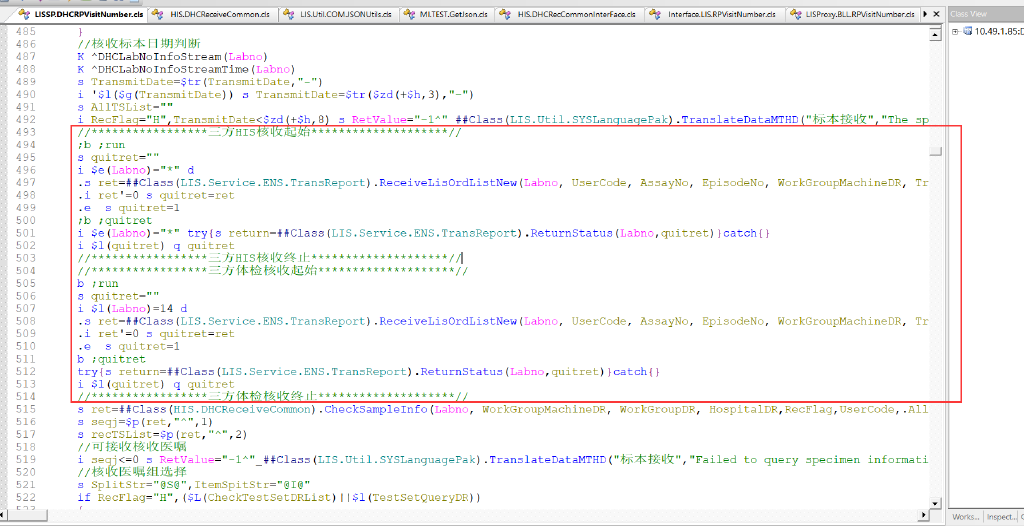 LISSP.DHCRPVisitNumber.cls HIS.DHCReceiveCommon.cls LIS.Util.COM.JSONUtils.cls MI.TEST.GetJson.cls HIS.DHCRecCommonInterFace.cls Interface.LIS.RPVisitNumber.cls LISProxy.BLL.RPVisitNumber.cls
Class View
10.49.1.85:D
485 }
486 //核收标本日期判断
487 K ^DHCLabNoInfoStream(Labno)
488 K ^DHCLabNoInfoStreamTime(Labno)
489 s TransmitDate=$tr(TransmitDate,"-")
490 i '$l($g(TransmitDate)) s TransmitDate=$tr($zd(+$h,3),"-")
491 s AllTSList=""
492 i RecFlag="H",TransmitDate<$zd(+$h,8) s RetValue="-1^"_##Class(LIS.Util.SYSLanguagePak).TranslateDataMTHD("标本接收","The sp
493 //*****************三方HIS核收起始********************//
494 ;b ;run
495 s quitret=""
496 i $e(Labno)="*" d
497 .s ret=##Class(LIS.Service.ENS.TransReport).ReceiveLisOrdListNew(Labno, UserCode, AssayNo, EpisodeNo, WorkGroupMachineDR, Tr
498 .i ret'=0 s quitret=ret
499 .e  s quitret=1
500 ;b ;quitret
501 i $e(Labno)="*" try{s return=##Class(LIS.Service.ENS.TransReport).ReturnStatus(Labno,quitret)}catch{}
502 i $l(quitret) q quitret
503 //*****************三方HIS核收终止********************//
504 //*****************三方体检核收起始********************//
505 b ;run
506 s quitret=""
507 i $l(Labno)=14 d
508 .s ret=##Class(LIS.Service.ENS.TransReport).ReceiveLisOrdListNew(Labno, UserCode, AssayNo, EpisodeNo, WorkGroupMachineDR, Tr
509 .i ret'=0 s quitret=ret
510 .e  s quitret=1
511 b ;quitret
512 try{s return=##Class(LIS.Service.ENS.TransReport).ReturnStatus(Labno,quitret)}catch{}
513 i $l(quitret) q quitret
514 //*****************三方体检核收终止********************//
515 s ret=##Class(HIS.DHCReceiveCommon).CheckSampleInfo(Labno, WorkGroupMachineDR, WorkGroupDR, HospitalDR,RecFlag,UserCode,.All
516 s seqj=$p(ret,"^",1)
517 s recTSList=$p(ret,"^",2)
518 //可接收核收医嘱
519 i seqj<=0 s RetValue="-1^"_##Class(LIS.Util.SYSLanguagePak).TranslateDataMTHD("标本接收","Failed to query specimen informati
520 //核收医嘱组选择
521 s SplitStr="@S@",ItemSpitStr="@I@"
522 if RecFlag="H",($L(CheckTestSetDRList)||$l(TestSetQueryDR))
523 {
Works... Inspect...